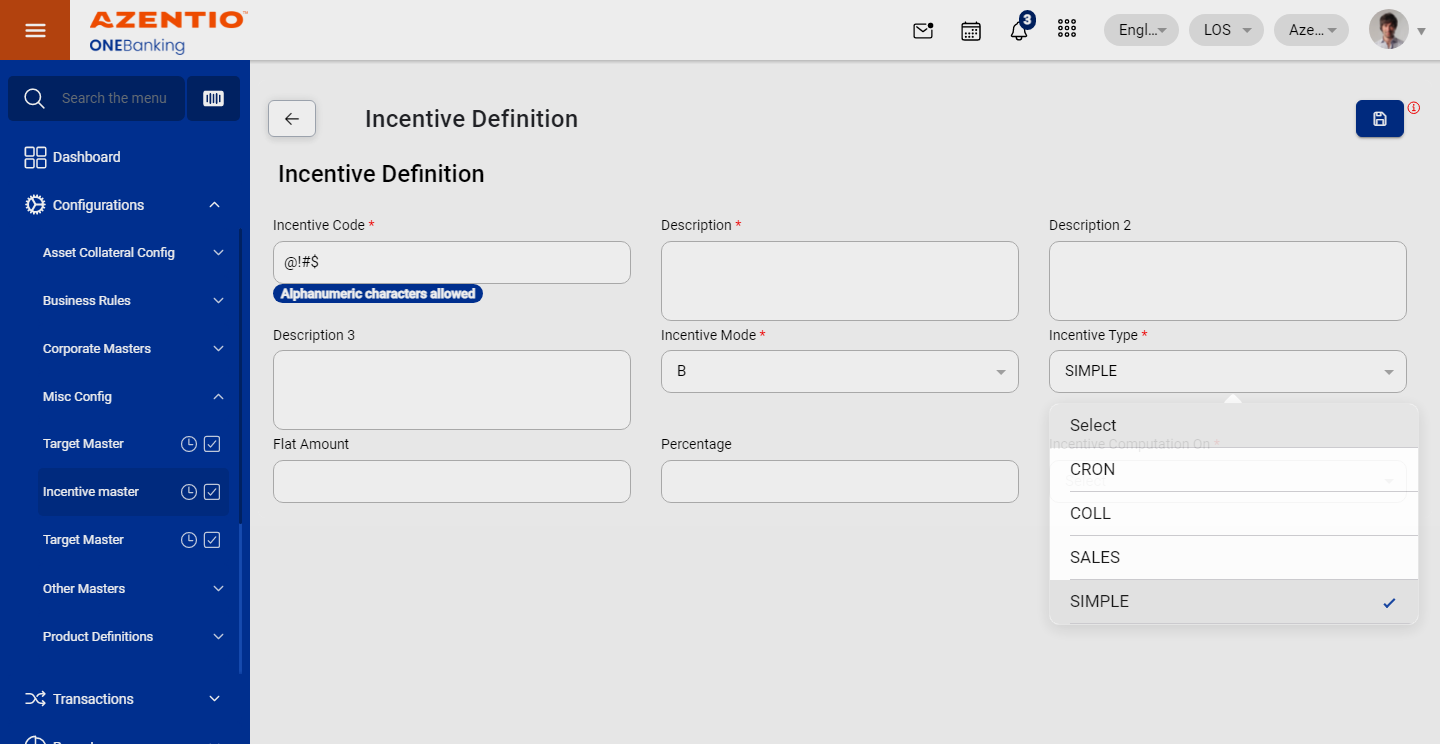 AZENTIO™
ONEBanking
3
Engl...
LOS
Aze...
Search the menu
Dashboard
Configurations
Asset Collateral Config
Business Rules
Corporate Masters
Misc Config
Target Master
Incentive master
Target Master
Other Masters
Product Definitions
Transactions
Incentive Definition
Incentive Definition
Incentive Code *
@!#$
Alphanumeric characters allowed
Description *
Description 2
Description 3
Incentive Mode *
B
Incentive Type *
SIMPLE
Flat Amount
Percentage
Incentive Computation On *
Select
Select
CRON
COLL
SALES
SIMPLE